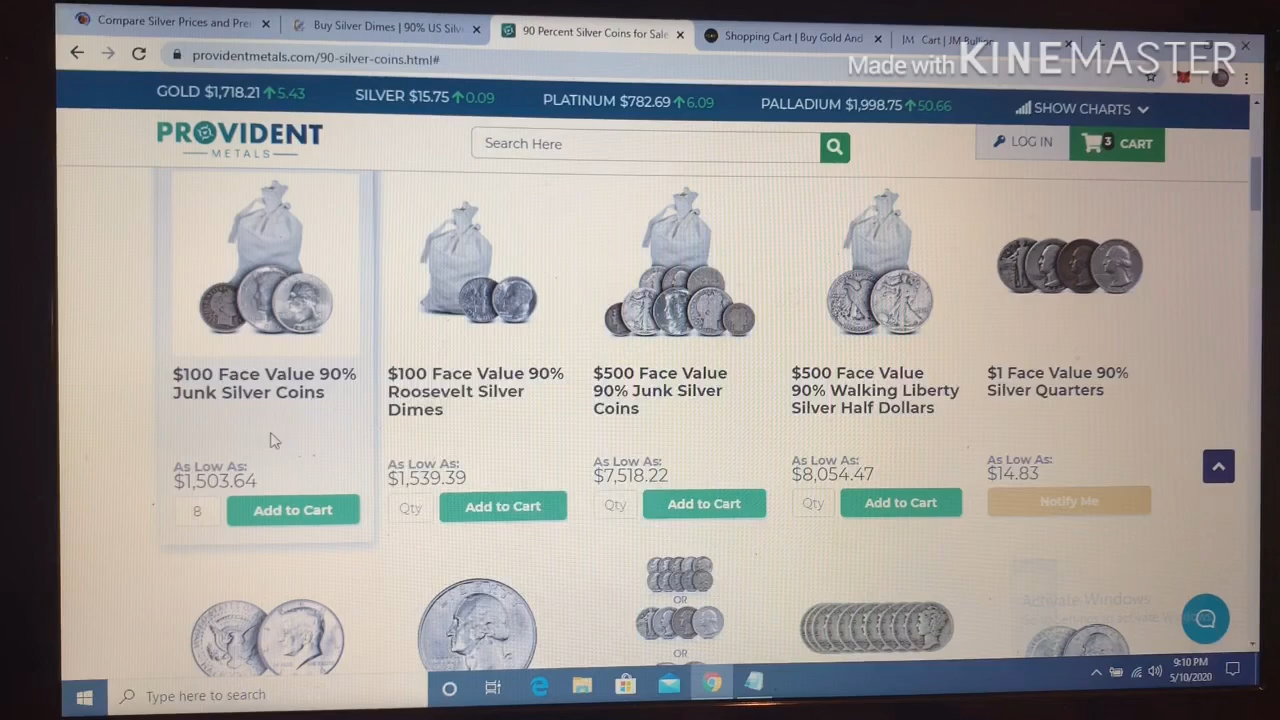 Compare Silver Prices and Pre
Buy Silver Dimes | 90% US Silv
90 Percent Silver Coins for Sale
Shopping Cart | Buy Gold And
JM Cart | JM Bullion
providentmetals.com/90-silver-coins.html#
Made with KINEMASTER
GOLD $1,718.21 5.43
SILVER $15.75 0.09
PLATINUM $782.69 6.09
PALLADIUM $1,998.75 50.66
SHOW CHARTS
PROVIDENT
METALS
Search Here
LOG IN
3 CART
$100 Face Value 90%
Junk Silver Coins
As Low As:
$1,503.64
8
Add to Cart
$100 Face Value 90%
Roosevelt Silver
Dimes
As Low As:
$1,539.39
Qty
Add to Cart
$500 Face Value
90% Junk Silver
Coins
As Low As:
$7,518.22
Qty
Add to Cart
$500 Face Value
90% Walking Liberty
Silver Half Dollars
As Low As:
$8,054.47
Qty
Add to Cart
$1 Face Value 90%
Silver Quarters
As Low As:
$14.83
Notify Me
OR
OR
Activate Windows
Type here to search
9:10 PM
5/10/2020